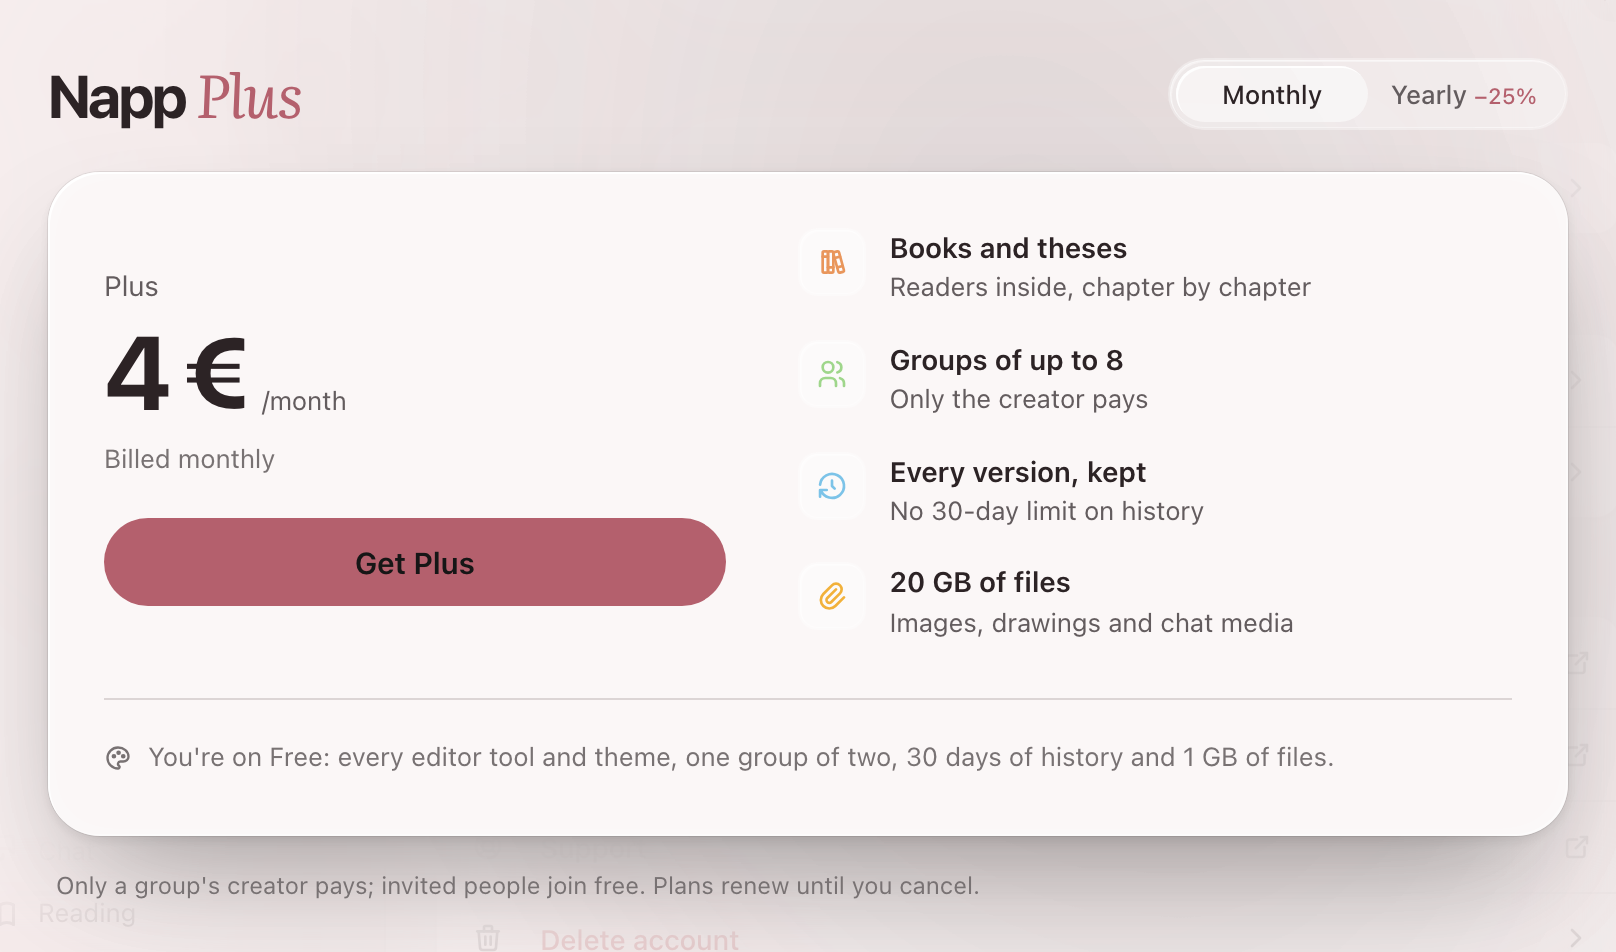 Napp Plus
Monthly
Yearly −25%
Plus
4 € /month
Billed monthly
Get Plus
Books and theses
Readers inside, chapter by chapter
Groups of up to 8
Only the creator pays
Every version, kept
No 30-day limit on history
20 GB of files
Images, drawings and chat media
You're on Free: every editor tool and theme, one group of two, 30 days of history and 1 GB of files.
Support
Only a group's creator pays; invited people join free. Plans renew until you cancel.
Reading
Delete account